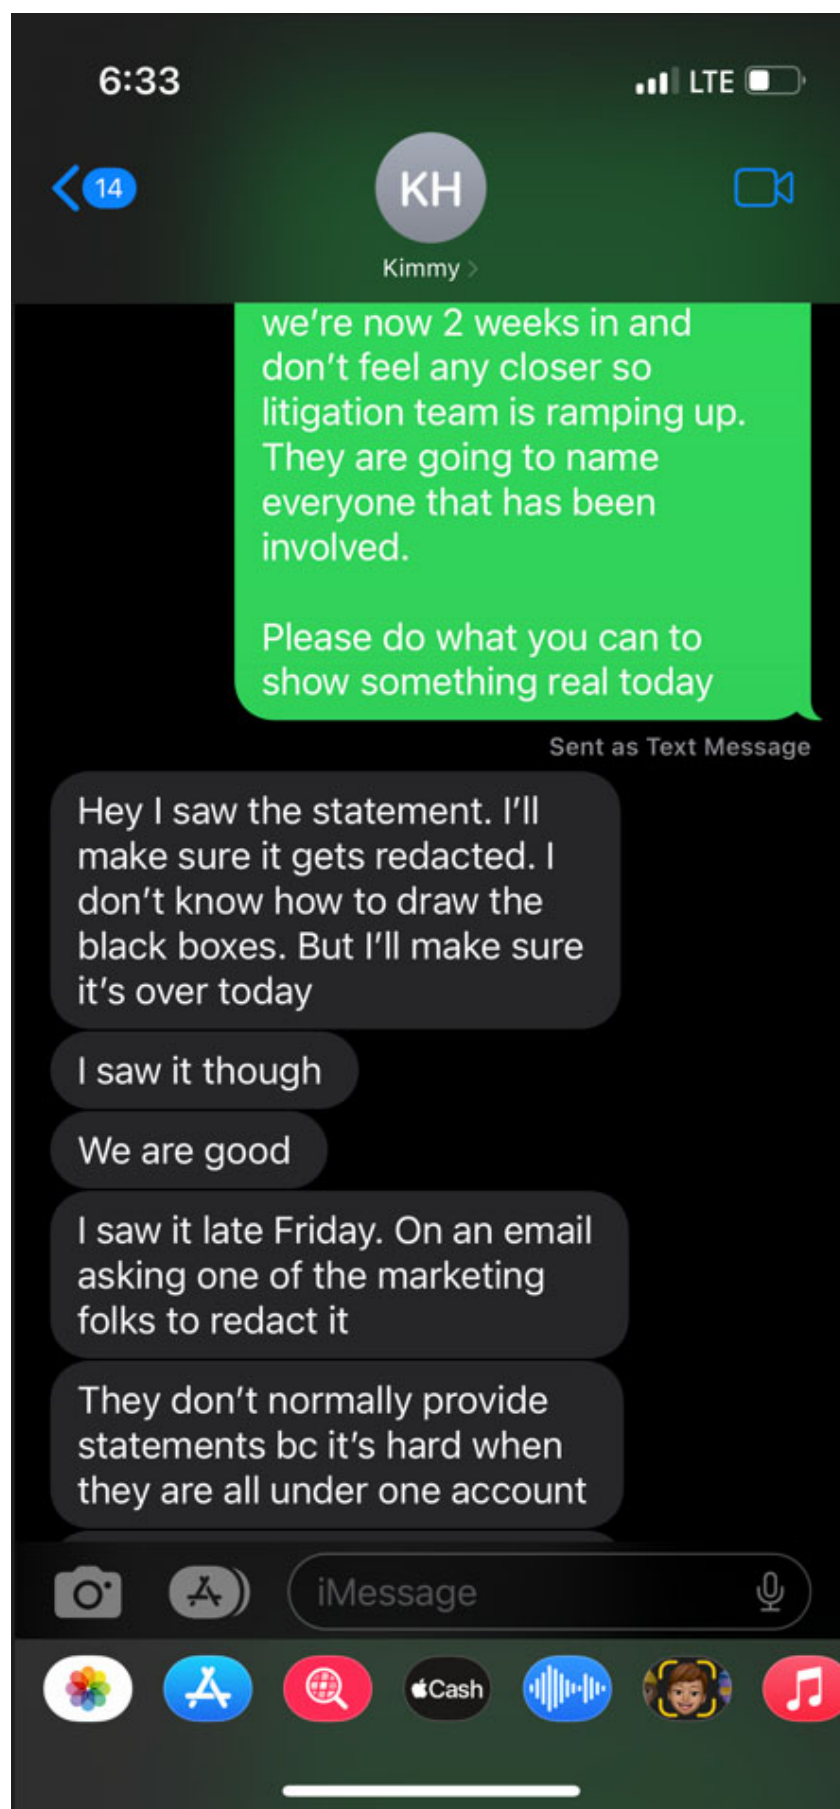 6:33
LTE
14
KH
Kimmy
we're now 2 weeks in and
don't feel any closer so
litigation team is ramping up.
They are going to name
everyone that has been
involved.
Please do what you can to
show something real today
Sent as Text Message
Hey I saw the statement. I'll
make sure it gets redacted. I
don't know how to draw the
black boxes. But I'll make sure
it's over today
I saw it though
We are good
I saw it late Friday. On an email
asking one of the marketing
folks to redact it
They don't normally provide
statements bc it's hard when
they are all under one account
iMessage
Cash